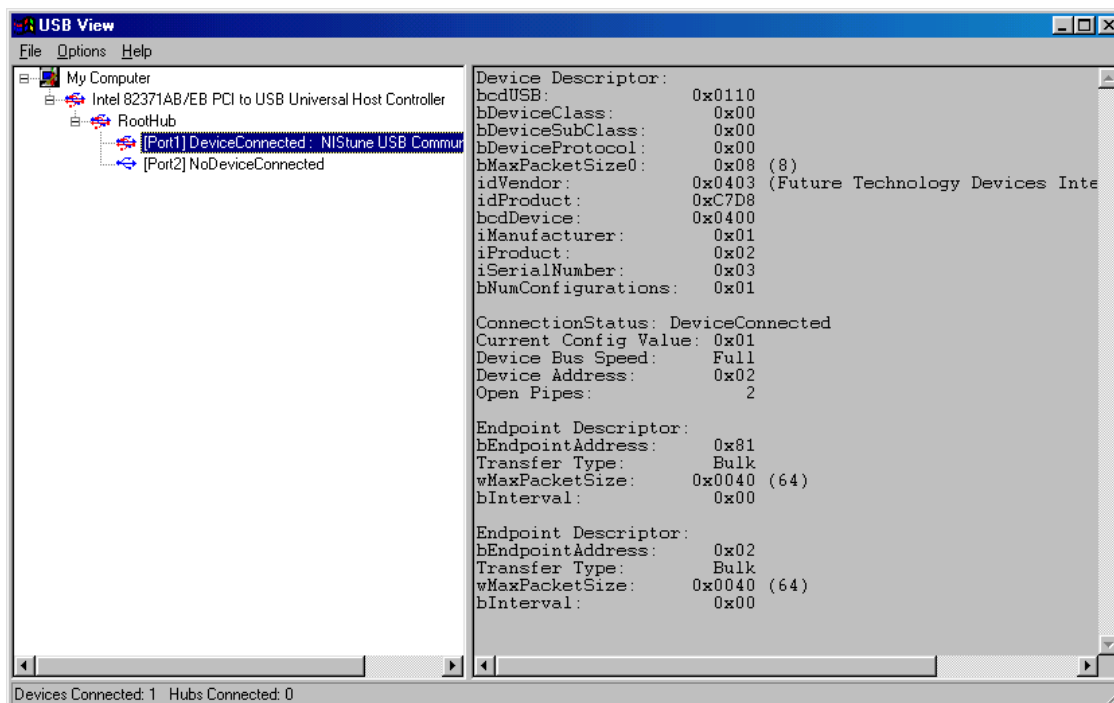 USB View
File Options Help
My Computer
Intel 82371AB/EB PCI to USB Universal Host Controller
RootHub
[Port1] DeviceConnected : NIStune USB Commur
[Port2] NoDeviceConnected
Device Descriptor:
bcdUSB: 0x0110
bDeviceClass: 0x00
bDeviceSubClass: 0x00
bDeviceProtocol: 0x00
bMaxPacketSize0: 0x08 (8)
idVendor: 0x0403 (Future Technology Devices Inte
idProduct: 0xC7D8
bcdDevice: 0x0400
iManufacturer: 0x01
iProduct: 0x02
iSerialNumber: 0x03
bNumConfigurations: 0x01
ConnectionStatus: DeviceConnected
Current Config Value: 0x01
Device Bus Speed: Full
Device Address: 0x02
Open Pipes: 2
Endpoint Descriptor:
bEndpointAddress: 0x81
Transfer Type: Bulk
wMaxPacketSize: 0x0040 (64)
bInterval: 0x00
Endpoint Descriptor:
bEndpointAddress: 0x02
Transfer Type: Bulk
wMaxPacketSize: 0x0040 (64)
bInterval: 0x00
Devices Connected: 1 Hubs Connected: 0